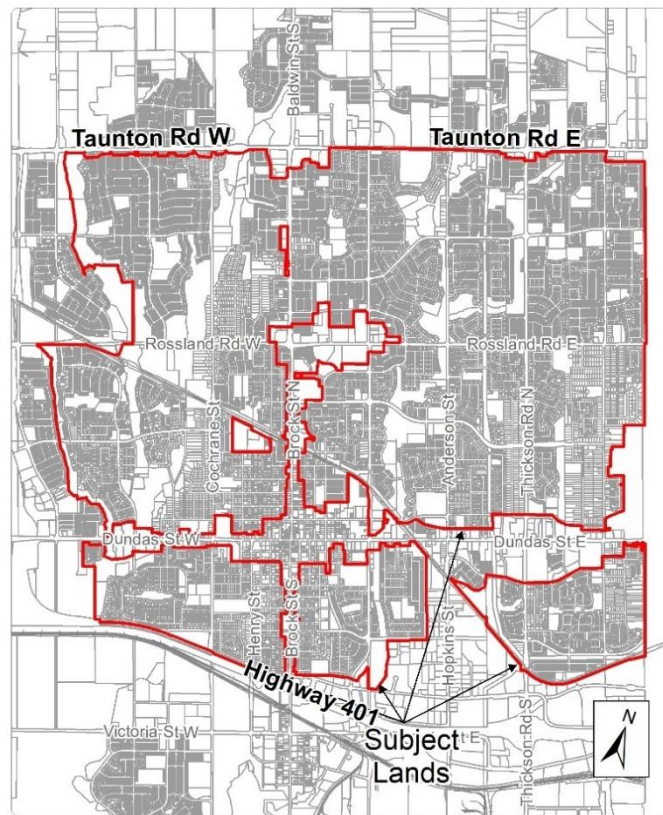 Baldwin St S
Taunton Rd W
Taunton Rd E
Rossland Rd W
Rossland Rd E
Cochrane St
Brock St N
Anderson St
Thickson Rd N
Dundas St W
Dundas St E
Henry St
Brock St S
Hopkins St
Highway 401
Victoria St W
Subject
Lands
St E
Thickson Rd S
N